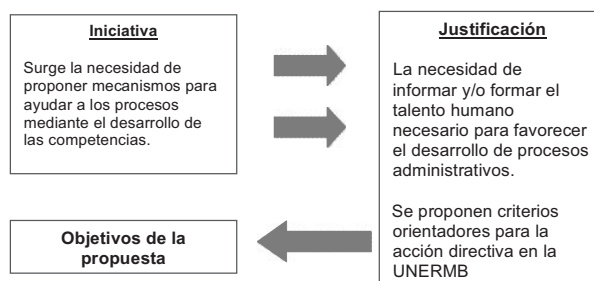 Iniciativa
Surge la necesidad de
proponer mecanismos para
ayudar a los procesos
mediante el desarrollo de
las competencias.
Justificación
La necesidad de
informar y/o formar el
talento humano
necesario para favorecer
el desarrollo de procesos
administrativos.
Se proponen criterios
orientadores para la
acción directiva en la
UNERMB
Objetivos de la
propuesta